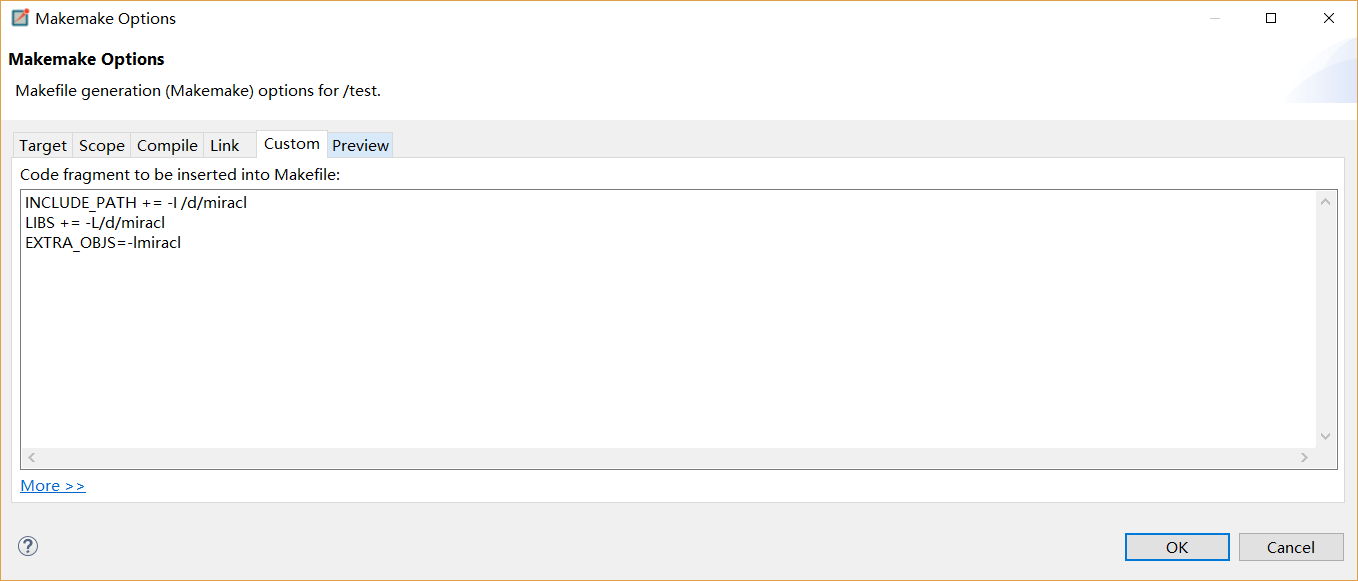 Makemake Options
Makemake Options
Makefile generation (Makemake) options for /test.
Target Scope Compile Link Custom Preview
Code fragment to be inserted into Makefile:
INCLUDE_PATH += -I /d/miracl
LIBS += -L/d/miracl
EXTRA_OBJS=-lmiracl
More >>
?
OK Cancel